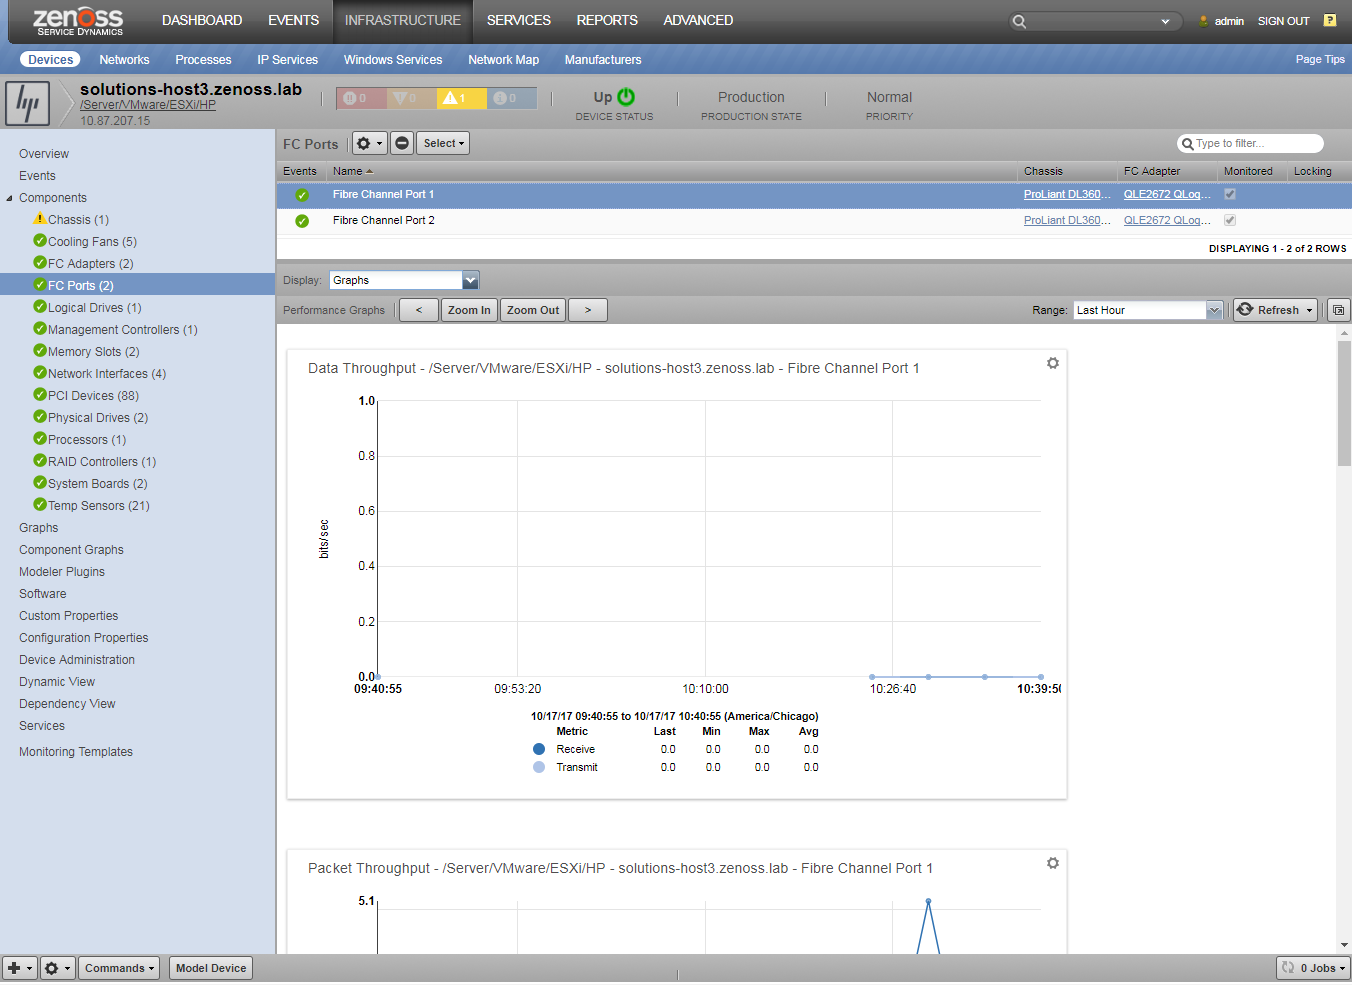 zenoss
SERVICE DYNAMICS
DASHBOARD EVENTS INFRASTRUCTURE SERVICES REPORTS ADVANCED
admin SIGN OUT ?
Devices Networks Processes IP Services Windows Services Network Map Manufacturers Page Tips
hp
solutions-host3.zenoss.lab
/Server/VMware/ESXi/HP
10.87.207.15
0 0 1 0
Up
DEVICE STATUS
Production
PRODUCTION STATE
Normal
PRIORITY
Overview
Events
Components
Chassis (1)
Cooling Fans (5)
FC Adapters (2)
FC Ports (2)
Logical Drives (1)
Management Controllers (1)
Memory Slots (2)
Network Interfaces (4)
PCI Devices (88)
Physical Drives (2)
Processors (1)
RAID Controllers (1)
System Boards (2)
Temp Sensors (21)
Graphs
Component Graphs
Modeler Plugins
Software
Custom Properties
Configuration Properties
Device Administration
Dynamic View
Dependency View
Services
Monitoring Templates
FC Ports Select Type to filter...
Events Name Chassis FC Adapter Monitored Locking
Fibre Channel Port 1 ProLiant DL360... QLE2672 QLog...
Fibre Channel Port 2 ProLiant DL360... QLE2672 QLog...
DISPLAYING 1 - 2 of 2 ROWS
Display: Graphs
Performance Graphs < Zoom In Zoom Out > Range: Last Hour Refresh
Data Throughput - /Server/VMware/ESXi/HP - solutions-host3.zenoss.lab - Fibre Channel Port 1
1.0
0.8
0.6
0.4
0.2
0.0
bits/sec
09:40:55 09:53:20 10:10:00 10:26:40 10:39:50
10/17/17 09:40:55 to 10/17/17 10:40:55 (America/Chicago)
Metric Last Min Max Avg
Receive 0.0 0.0 0.0 0.0
Transmit 0.0 0.0 0.0 0.0
Packet Throughput - /Server/VMware/ESXi/HP - solutions-host3.zenoss.lab - Fibre Channel Port 1
5.1
Commands Model Device 0 Jobs